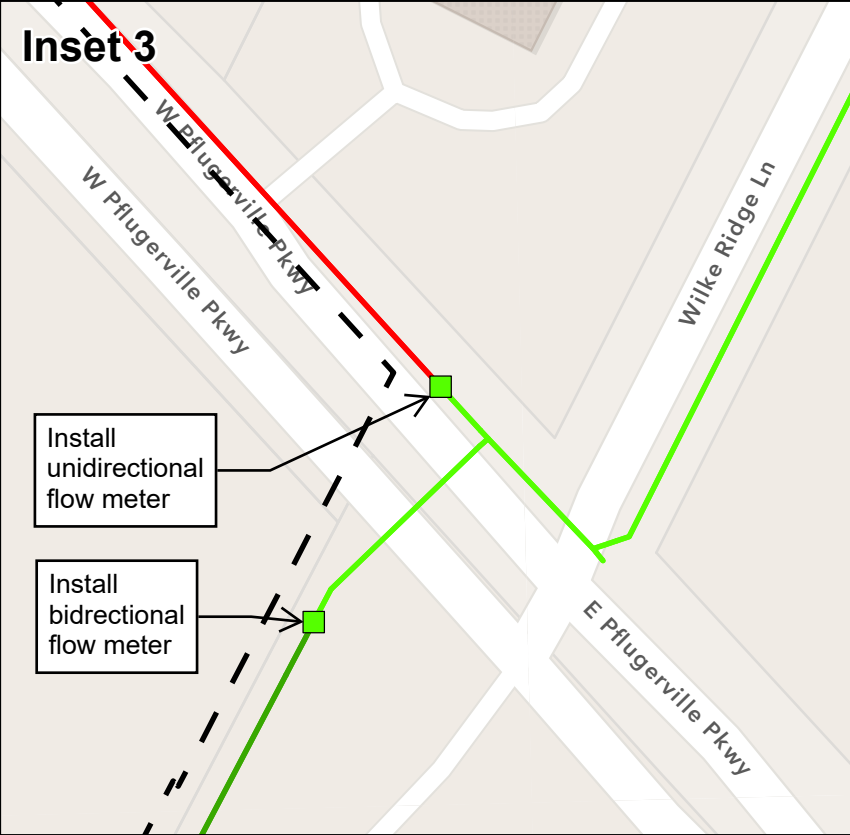 Inset 3
W Pflugerville Pkwy
W Pflugerville Pkwy
Wilke Ridge Ln
Install
unidirectional
flow meter
Install
bidrectional
flow meter
E Pflugerville Pkwy